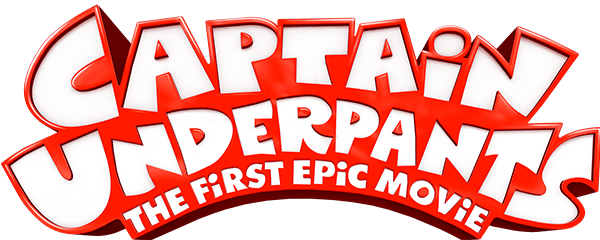 CAPTAiN
UNDERPANTS
THE FiRST EPiC MOViE